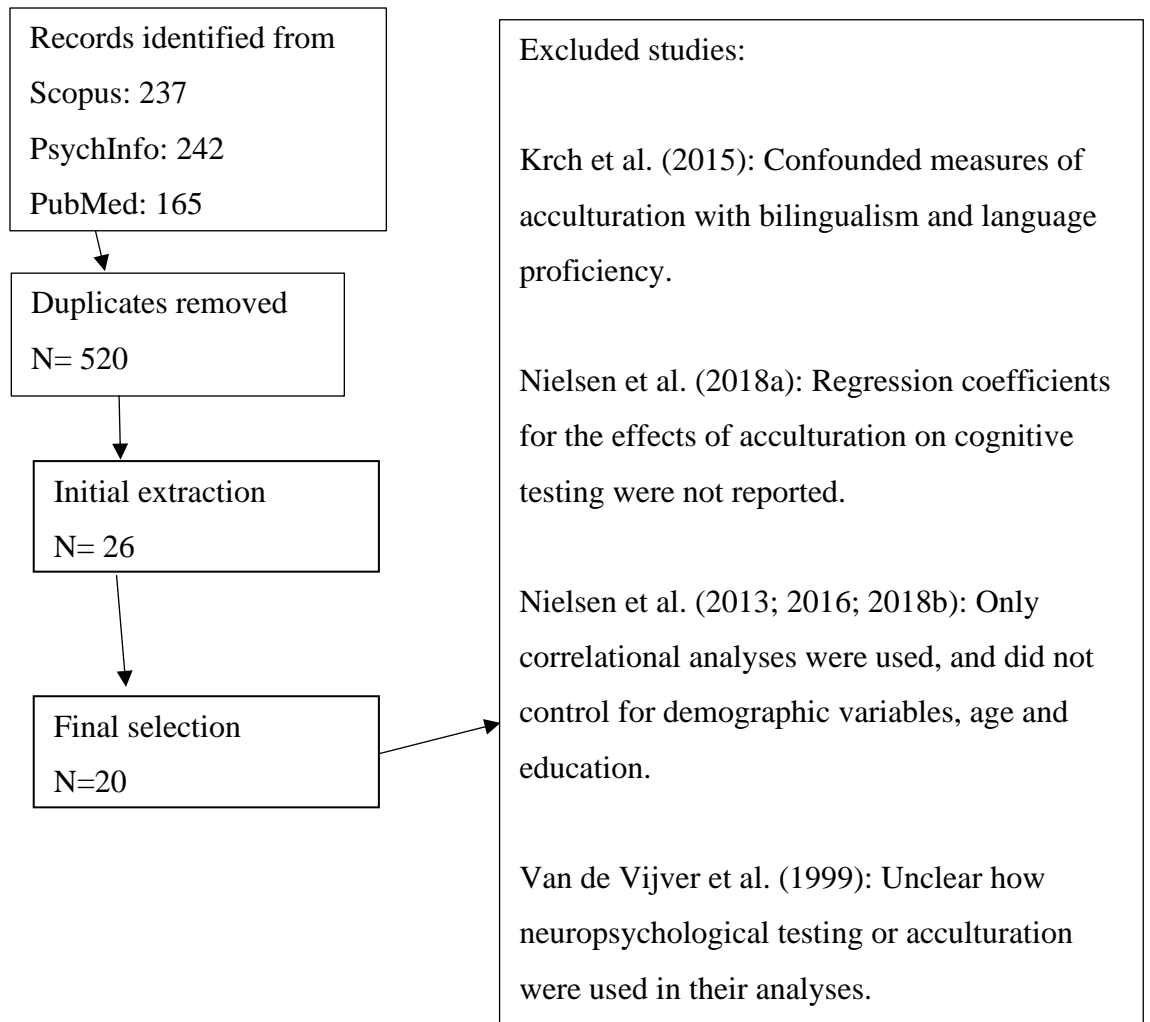 Records identified from
Scopus: 237
PsychInfo: 242
PubMed: 165
Duplicates removed
N= 520
Initial extraction
N= 26
Final selection
N=20
Excluded studies:
Krch et al. (2015): Confounded measures of
acculturation with bilingualism and language
proficiency.
Nielsen et al. (2018a): Regression coefficients
for the effects of acculturation on cognitive
testing were not reported.
Nielsen et al. (2013; 2016; 2018b): Only
correlational analyses were used, and did not
control for demographic variables, age and
education.
Van de Vijver et al. (1999): Unclear how
neuropsychological testing or acculturation
were used in their analyses.